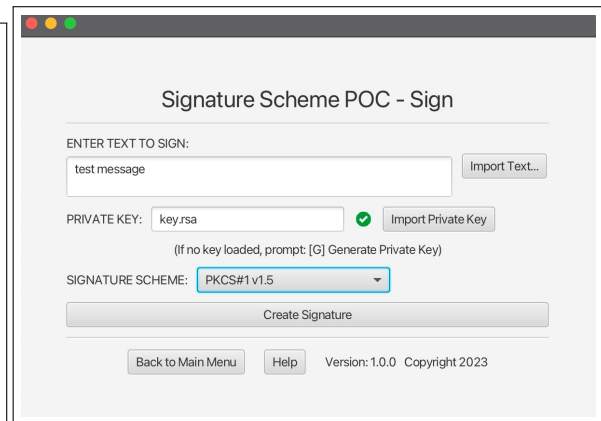 Signature Scheme POC - Sign
ENTER TEXT TO SIGN:
test message
Import Text...
PRIVATE KEY: key.rsa Import Private Key
(If no key loaded, prompt: [G] Generate Private Key)
SIGNATURE SCHEME: PKCS#1 v1.5
Create Signature
Back to Main Menu Help Version: 1.0.0 Copyright 2023